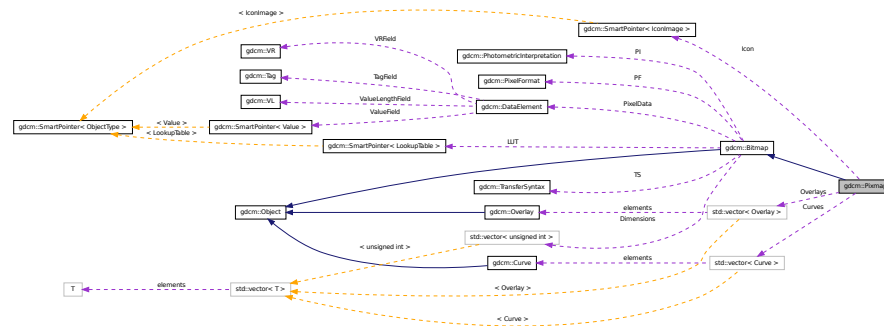 < IconImage >
gdcm::SmartPointer< IconImage >
VRField
Icon
gdcm::VR
PI
gdcm::PhotometricInterpretation
gdcm::Tag
TagField
PF
gdcm::PixelFormat
gdcm::VL
ValueLengthField
PixelData
gdcm::DataElement
ValueField
gdcm::SmartPointer< ObjectType >
< Value >
gdcm::SmartPointer< Value >
< LookupTable >
LUT
gdcm::SmartPointer< LookupTable >
gdcm::Bitmap
TS
gdcm::TransferSyntax
gdcm::Pixmap
Overlays
gdcm::Object
gdcm::Overlay
elements
std::vector< Overlay >
Curves
Dimensions
std::vector< unsigned int >
< unsigned int >
gdcm::Curve
elements
std::vector< Curve >
T
elements
std::vector< T >
< Overlay >
< Curve >